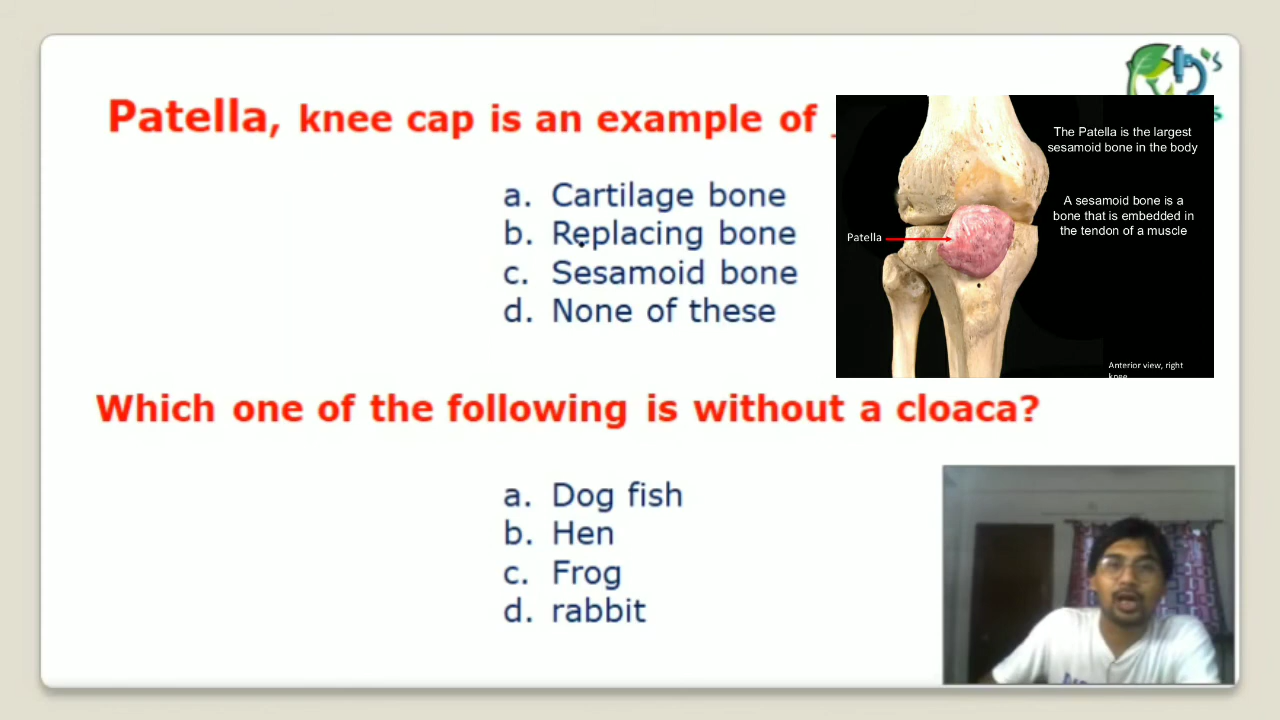 Patella, knee cap is an example of
a. Cartilage bone
b. Replacing bone
c. Sesamoid bone
d. None of these
The Patella is the largest
sesamoid bone in the body
A sesamoid bone is a
bone that is embedded in
the tendon of a muscle
Patella
Anterior view, right
knee
Which one of the following is without a cloaca?
a. Dog fish
b. Hen
c. Frog
d. rabbit